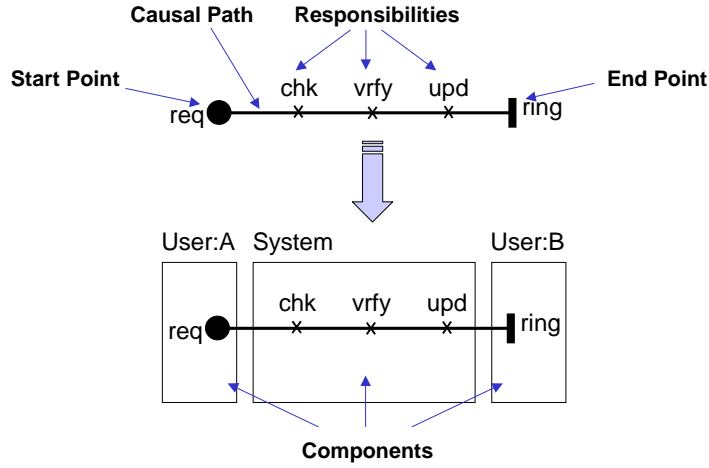 Causal Path Responsibilities
Start Point chk vrfy upd End Point
req ring
User:A System User:B
chk vrfy upd
req ring
Components